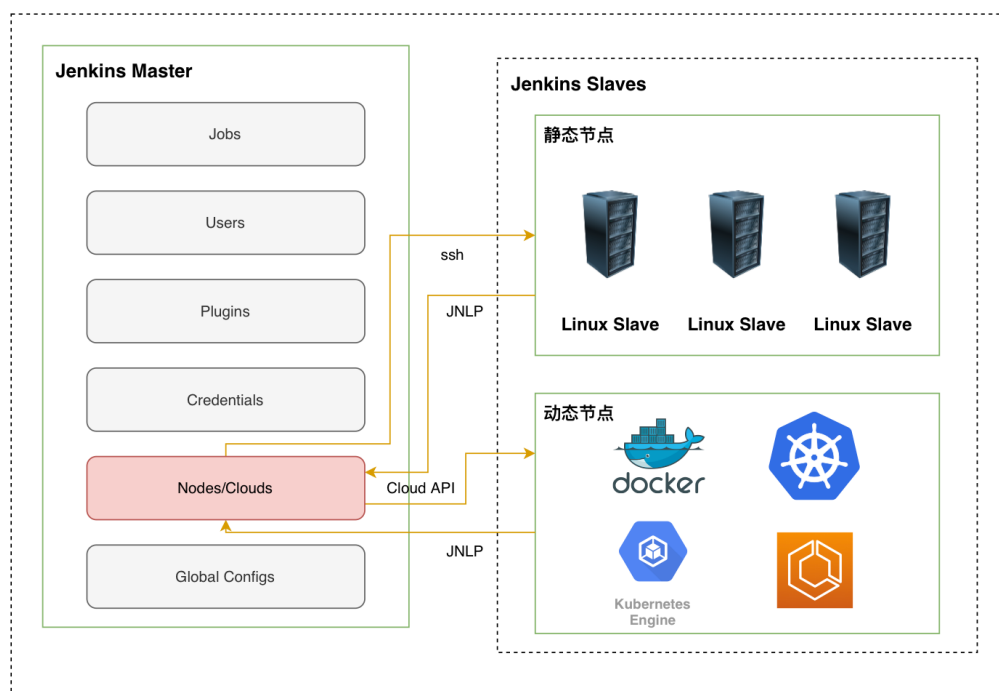 Jenkins Master
Jobs
Users
Plugins
Credentials
Nodes/Clouds
Global Configs
ssh
JNLP
Cloud API
JNLP
Jenkins Slaves
静态节点
Linux Slave
Linux Slave
Linux Slave
动态节点
docker
Kubernetes
Engine